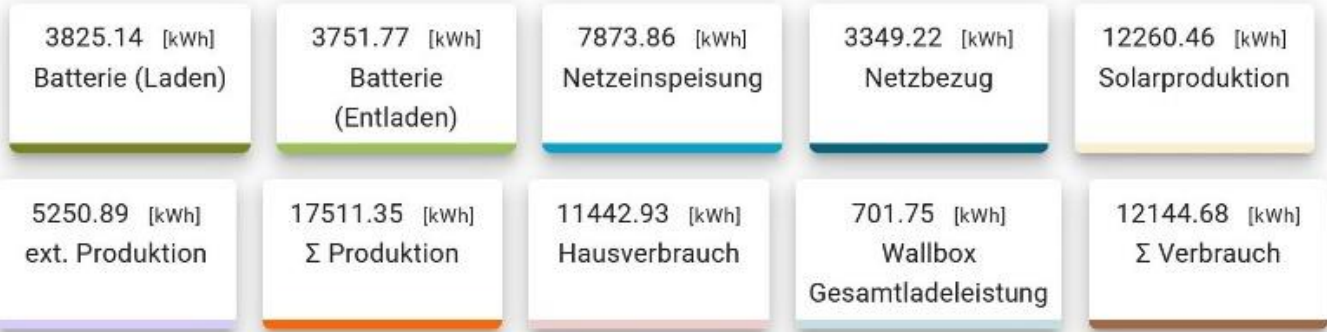 3825.14 [kWh]
Batterie (Laden)
3751.77 [kWh]
Batterie
(Entladen)
7873.86 [kWh]
Netzeinspeisung
3349.22 [kWh]
Netzbezug
12260.46 [kWh]
Solarproduktion
5250.89 [kWh]
ext. Produktion
17511.35 [kWh]
Σ Produktion
11442.93 [kWh]
Hausverbrauch
701.75 [kWh]
Wallbox
Gesamtladeleistung
12144.68 [kWh]
Σ Verbrauch